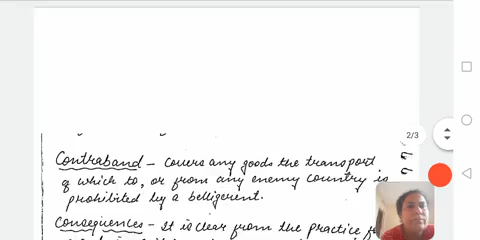 2/3
Contraband - Covers any goods the transport
of which to, or from any enemy country is
prohibited by a belligerent.
Consequences - It is clear from the practice